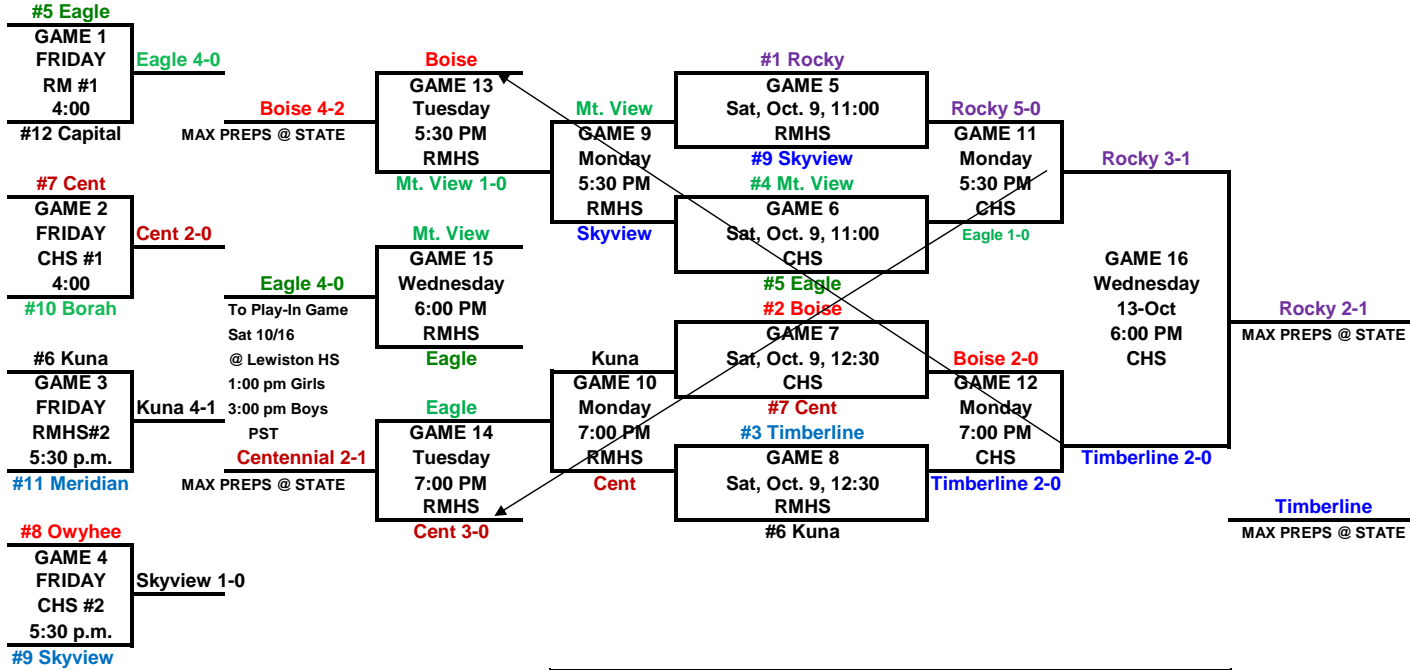 #5 Eagle
GAME 1
FRIDAY
RM #1
4:00
#12 Capital
Eagle 4-0
#7 Cent
GAME 2
FRIDAY
CHS #1
4:00
#10 Borah
Cent 2-0
#6 Kuna
GAME 3
FRIDAY
RMHS#2
5:30 p.m.
#11 Meridian
Kuna 4-1
#8 Owyhee
GAME 4
FRIDAY
CHS #2
5:30 p.m.
#9 Skyview
Skyview 1-0
Boise 4-2
MAX PREPS @ STATE
Eagle 4-0
To Play-In Game
Sat 10/16
@ Lewiston HS
1:00 pm Girls
3:00 pm Boys
PST
Centennial 2-1
MAX PREPS @ STATE
Boise
GAME 13
Tuesday
5:30 PM
RMHS
Mt. View 1-0
Mt. View
GAME 15
Wednesday
6:00 PM
RMHS
Eagle
Eagle
GAME 14
Tuesday
7:00 PM
RMHS
Cent 3-0
Mt. View
GAME 9
Monday
5:30 PM
RMHS
Skyview
Kuna
GAME 10
Monday
7:00 PM
RMHS
Cent
#1 Rocky
GAME 5
Sat, Oct. 9, 11:00
RMHS
#9 Skyview
#4 Mt. View
GAME 6
Sat, Oct. 9, 11:00
CHS
#5 Eagle
#2 Boise
GAME 7
Sat, Oct. 9, 12:30
CHS
#7 Cent
#3 Timberline
GAME 8
Sat, Oct. 9, 12:30
RMHS
#6 Kuna
Rocky 5-0
GAME 11
Monday
5:30 PM
CHS
Eagle 1-0
Boise 2-0
GAME 12
Monday
7:00 PM
CHS
Timberline 2-0
Rocky 3-1
GAME 16
Wednesday
13-Oct
6:00 PM
CHS
Timberline 2-0
Rocky 2-1
MAX PREPS @ STATE
Timberline
MAX PREPS @ STATE